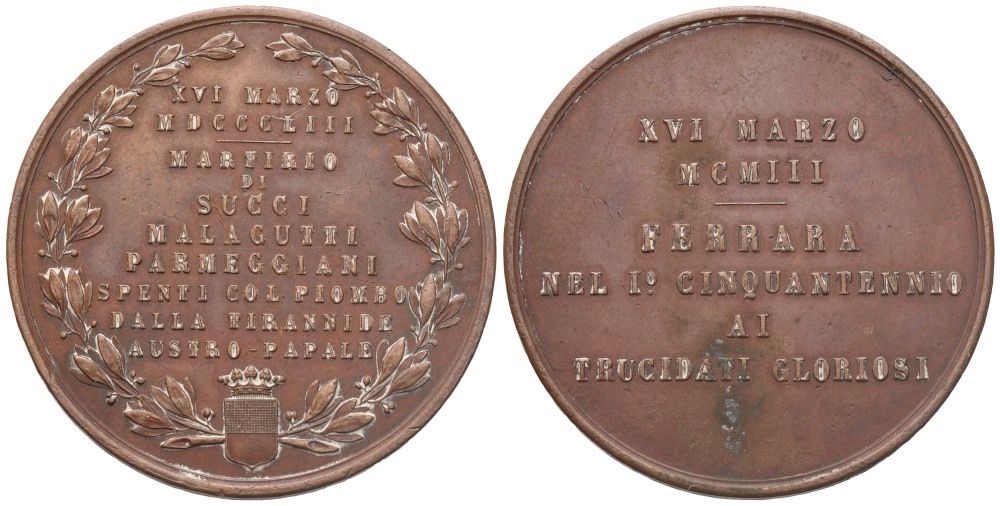 XVI MARZO
MDCCCLIII
MARTIRIO
DI
SUCCI
MALAGUTTI
PARMEGGIANI
SPENTI COL PIOMBO
DALLA TIRANNIDE
AUSTRO-PAPALE
XVI MARZO
MCMIII
FERRARA
NEL Iº CINQUANTENNIO
AI
TRUCIDATI GLORIOSI